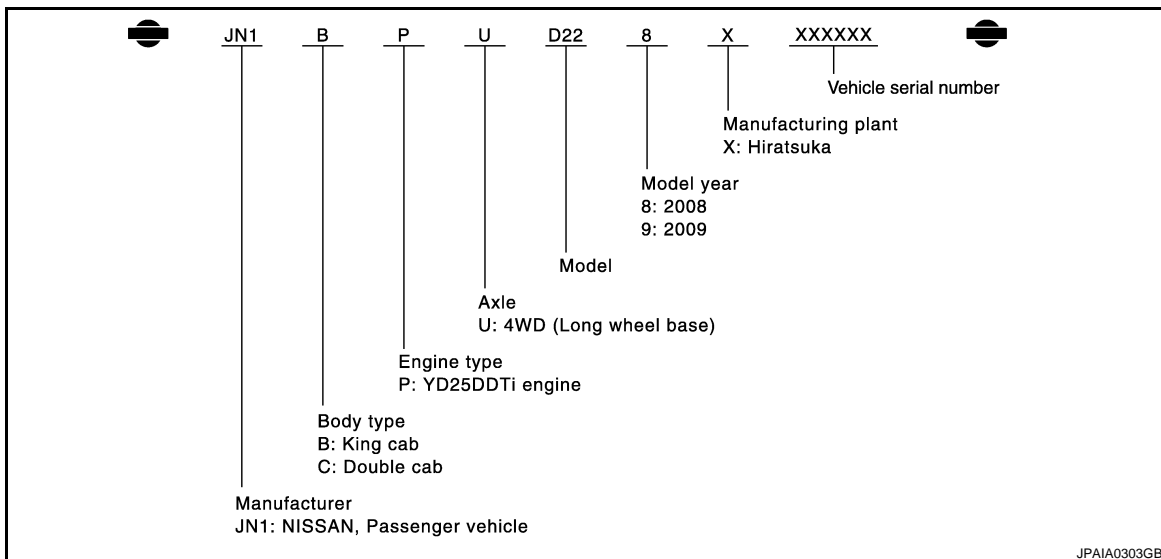 JN1 B P U D22 8 X XXXXXX
Vehicle serial number
Manufacturing plant
X: Hiratsuka
Model year
8: 2008
9: 2009
Model
Axle
U: 4WD (Long wheel base)
Engine type
P: YD25DDTi engine
Body type
B: King cab
C: Double cab
Manufacturer
JN1: NISSAN, Passenger vehicle
JPAIA0303GB